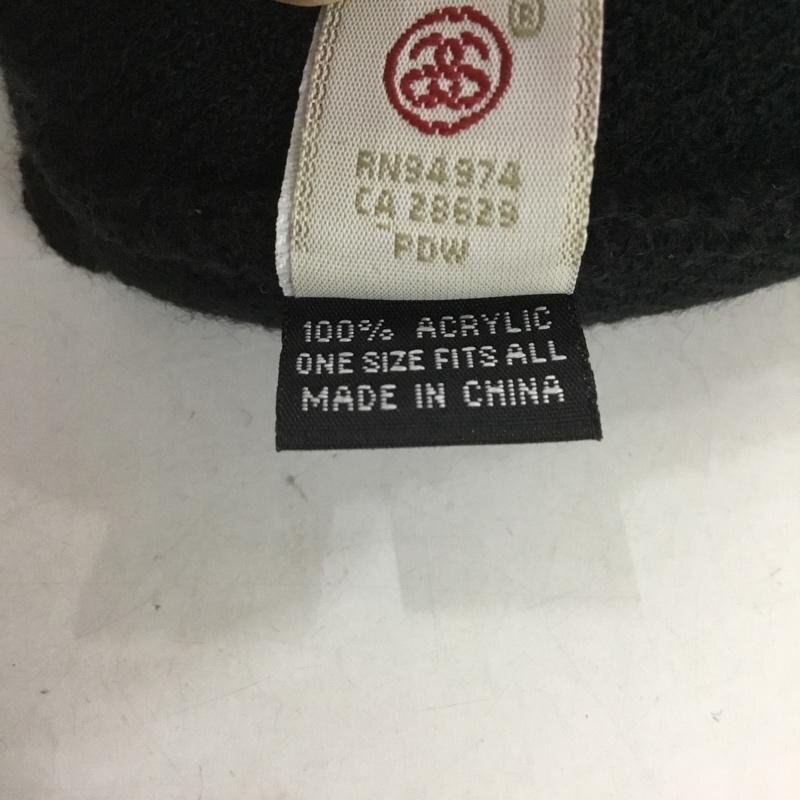 ®
RN94974
CA 28629
PDW
100% ACRYLIC
ONE SIZE FITS ALL
MADE IN CHINA